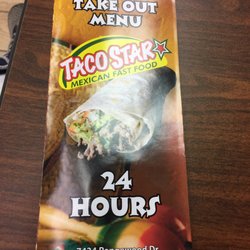 TAKE OUT
MENU
TACO STAR
MEXICAN FAST FOOD
24
HOURS